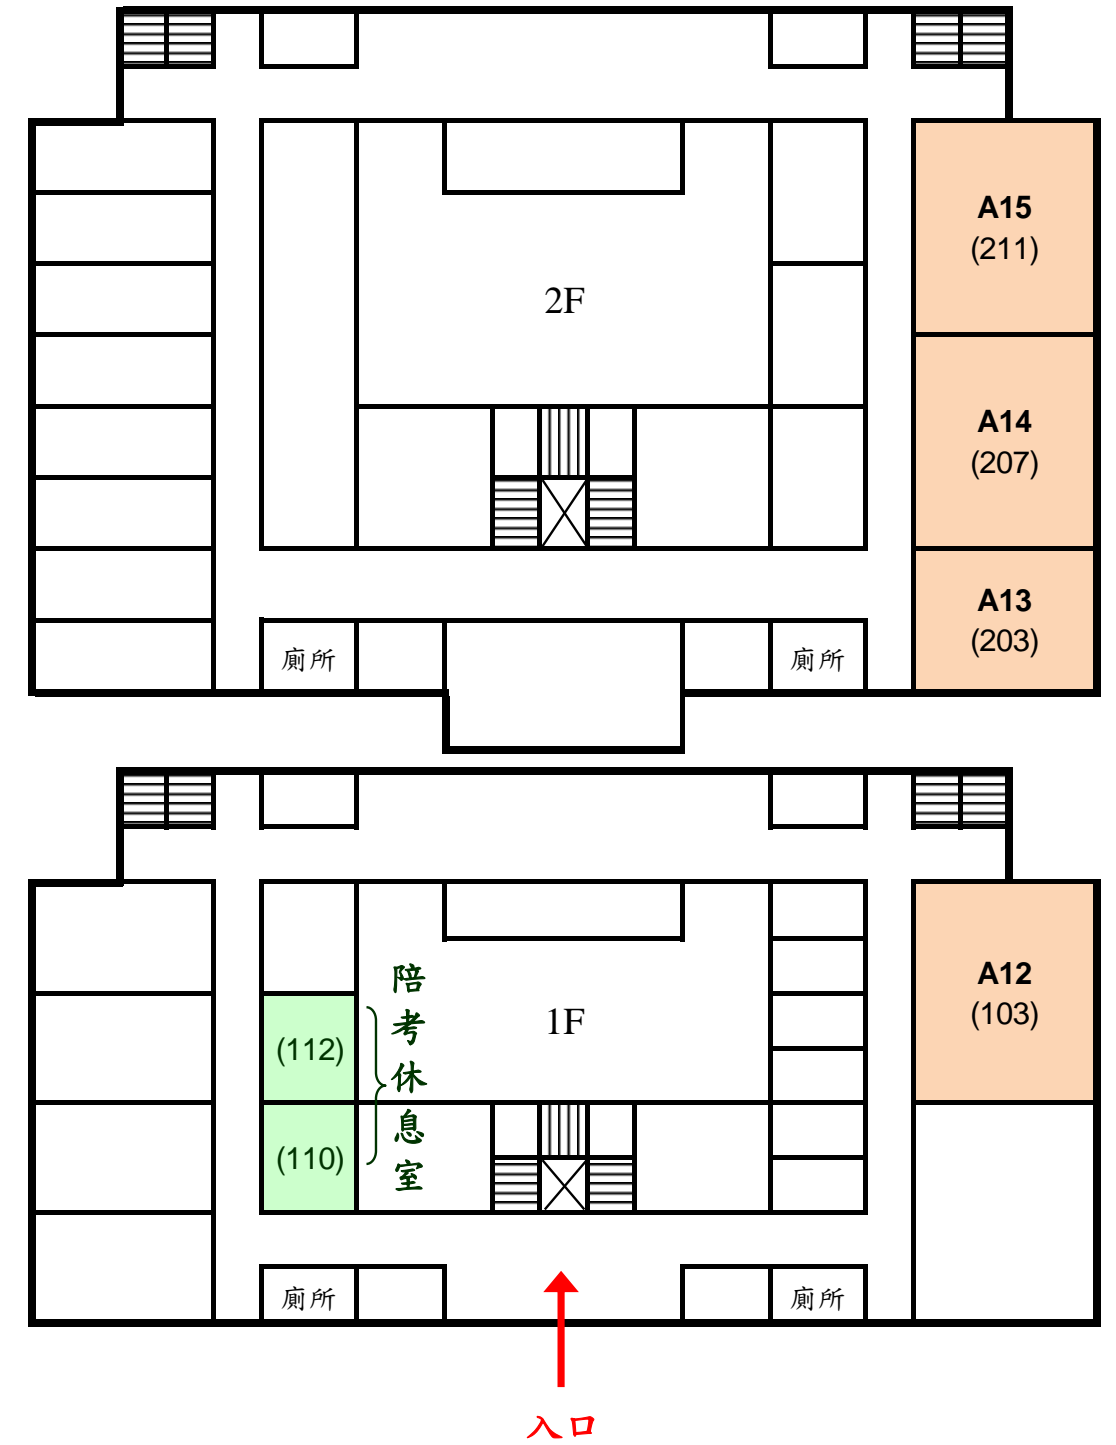 A15
(211)
2F
A14
(207)
A13
(203)
廁所
廁所
A12
(103)
陪考休息室
1F
(112)
(110)
廁所
廁所
入口